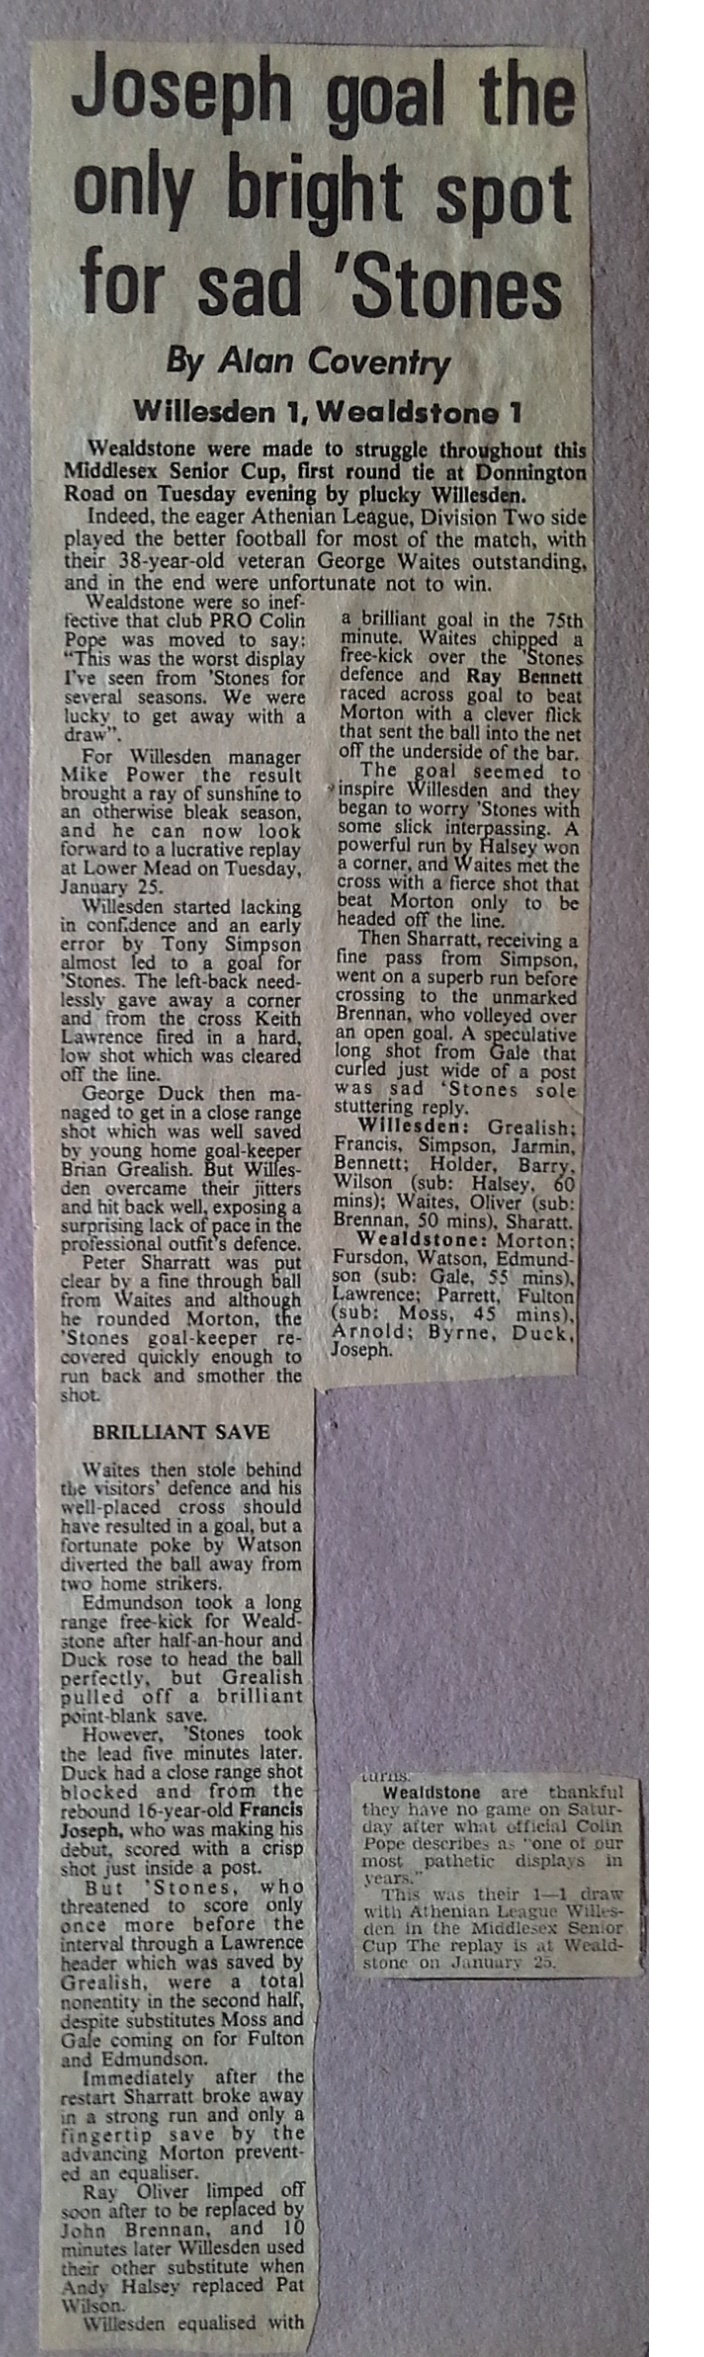 Joseph goal the
only bright spot
for sad 'Stones
By Alan Coventry
Willesden 1, Wealdstone 1
Wealdstone were made to struggle throughout this
Middlesex Senior Cup, first round tie at Donnington
Road on Tuesday evening by plucky Willesden.
Indeed, the eager Athenian League, Division Two side
played the better football for most of the match, with
their 38-year-old veteran George Waites outstanding,
and in the end were unfortunate not to win.
Wealdstone were so inef-
fective that club PRO Colin
Pope was moved to say:
"This was the worst display
I've seen from 'Stones for
several seasons. We were
lucky to get away with a
draw".
For Willesden manager
Mike Power the result
brought a ray of sunshine to
an otherwise bleak season,
and he can now look
forward to a lucrative replay
at Lower Mead on Tuesday,
January 25.
Willesden started lacking
in confidence and an early
error by Tony Simpson
almost led to a goal for
'Stones. The left-back need-
lessly gave away a corner
and from the cross Keith
Lawrence fired in a hard,
low shot which was cleared
off the line.
George Duck then ma-
naged to get in a close range
shot which was well saved
by young home goal-keeper
Brian Grealish. But Willes-
den overcame their jitters
and hit back well, exposing a
surprising lack of pace in the
professional outfit's defence.
Peter Sharratt was put
clear by a fine through ball
from Waites and although
he rounded Morton, the
'Stones goal-keeper re-
covered quickly enough to
run back and smother the
shot.
BRILLIANT SAVE
Waites then stole behind
the visitors' defence and his
well-placed cross should
have resulted in a goal, but a
fortunate poke by Watson
diverted the ball away from
two home strikers.
Edmundson took a long
range free-kick for Weald-
stone after half-an-hour and
Duck rose to head the ball
perfectly, but Grealish
pulled off a brilliant
point-blank save.
However, 'Stones took
the lead five minutes later.
Duck had a close range shot
blocked and from the
rebound 16-year-old Francis
Joseph, who was making his
debut, scored with a crisp
shot just inside a post.
But 'Stones, who
threatened to score only
once more before the
interval through a Lawrence
header which was saved by
Grealish, were a total
nonentity in the second half,
despite substitutes Moss and
Gale coming on for Fulton
and Edmundson.
Immediately after the
restart Sharratt broke away
in a strong run and only a
fingertip save by the
advancing Morton prevent-
ed an equaliser.
Ray Oliver limped off
soon after to be replaced by
John Brennan, and 10
minutes later Willesden used
their other substitute when
Andy Halsey replaced Pat
Wilson.
Willesden equalised with
a brilliant goal in the 75th
minute. Waites chipped a
free-kick over the 'Stones
defence and Ray Bennett
raced across goal to beat
Morton with a clever flick
that sent the ball into the net
off the underside of the bar.
The goal seemed to
inspire Willesden and they
began to worry 'Stones with
some slick interpassing. A
powerful run by Halsey won
a corner, and Waites met the
cross with a fierce shot that
beat Morton only to be
headed off the line.
Then Sharratt, receiving a
fine pass from Simpson,
went on a superb run before
crossing to the unmarked
Brennan, who volleyed over
an open goal. A speculative
long shot from Gale that
curled just wide of a post
was sad 'Stones sole
stuttering reply.
Willesden: Grealish;
Francis, Simpson, Jarmin,
Bennett; Holder, Barry,
Wilson (sub: Halsey, 60
mins); Waites, Oliver (sub:
Brennan, 50 mins), Sharatt.
Wealdstone: Morton;
Fursdon, Watson, Edmund-
son (sub: Gale, 55 mins),
Lawrence; Parrett, Fulton
(sub: Moss, 45 mins),
Arnold; Byrne, Duck,
Joseph.
turns.
Wealdstone are thankful
they have no game on Satur-
day after what official Colin
Pope describes as "one of our
most pathetic displays in
years."
This was their 1—1 draw
with Athenian League Willes-
den in the Middlesex Senior
Cup The replay is at Weald-
stone on January 25.